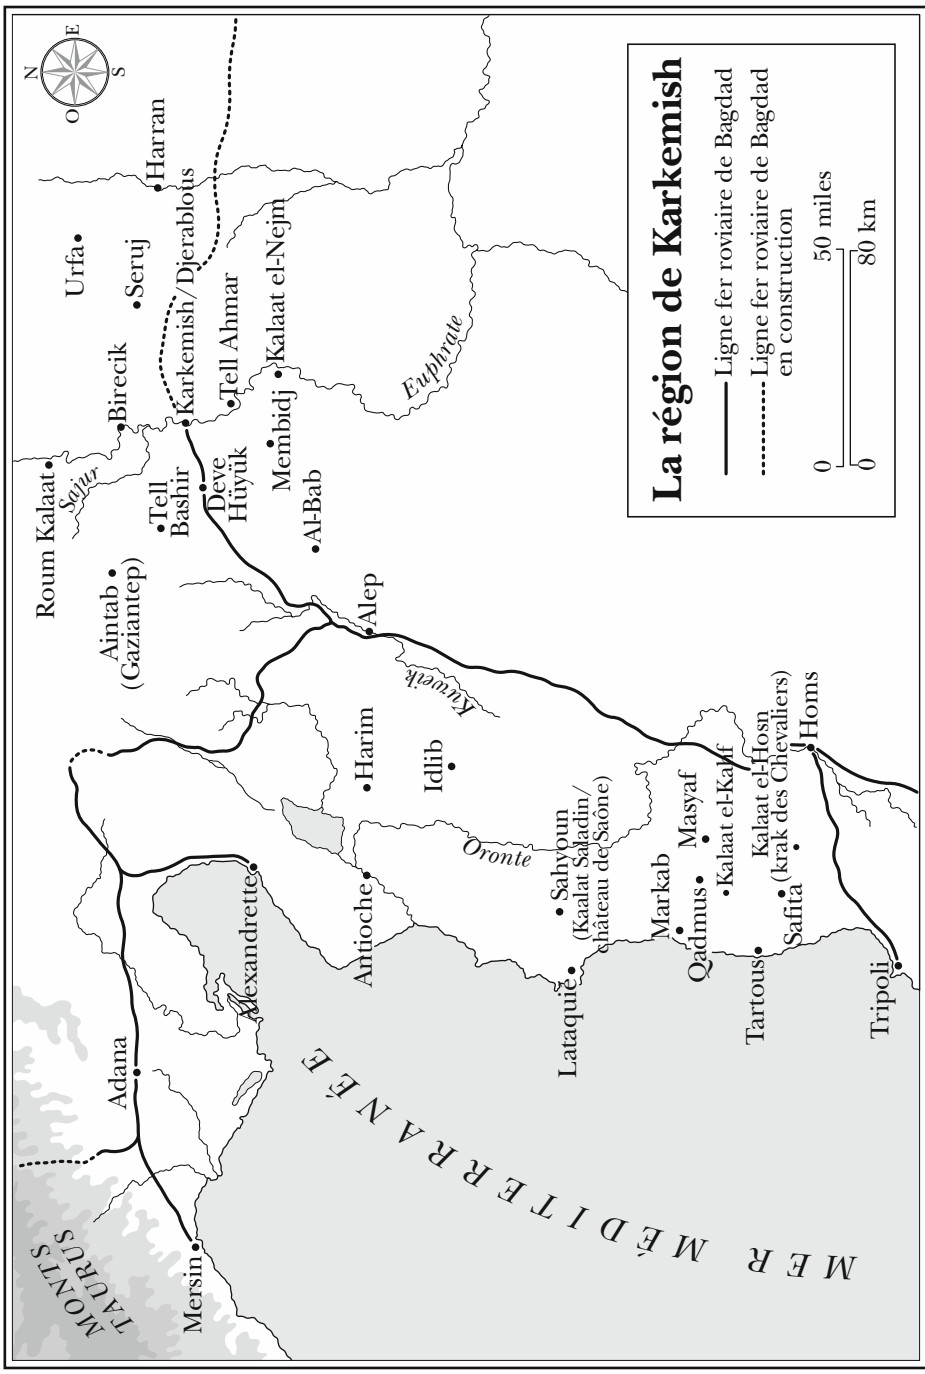 La région de Karkemish
Ligne fer roviaire de Bagdad
Ligne fer roviaire de Bagdad
en construction
0
50 miles
0
80 km
N
E
S
O
MONTS
TAURUS
Mersin
Adana
Alexandrette
MER MÉDITERRANÉE
Antioche
Harim
Idlib
Oronte
Lataquié
Sahyoun
(Kaalat Saladin/
château de Saône)
Markab
Qadmus
Masyaf
Kalaat el-Kahf
Kalaat el-Hosn
(krak des Chevaliers)
Safita
Tartous
Tripoli
Homs
Kuweik
Alep
Al-Bab
Aintab
(Gaziantep)
Roum Kalaat
Sajur
Tell
Bashir
Deve
Hüyük
Membidj
Birecik
Karkemish/Djerablous
Tell Ahmar
Kalaat el-Nejm
Euphrate
Urfa
Seruj
Harran